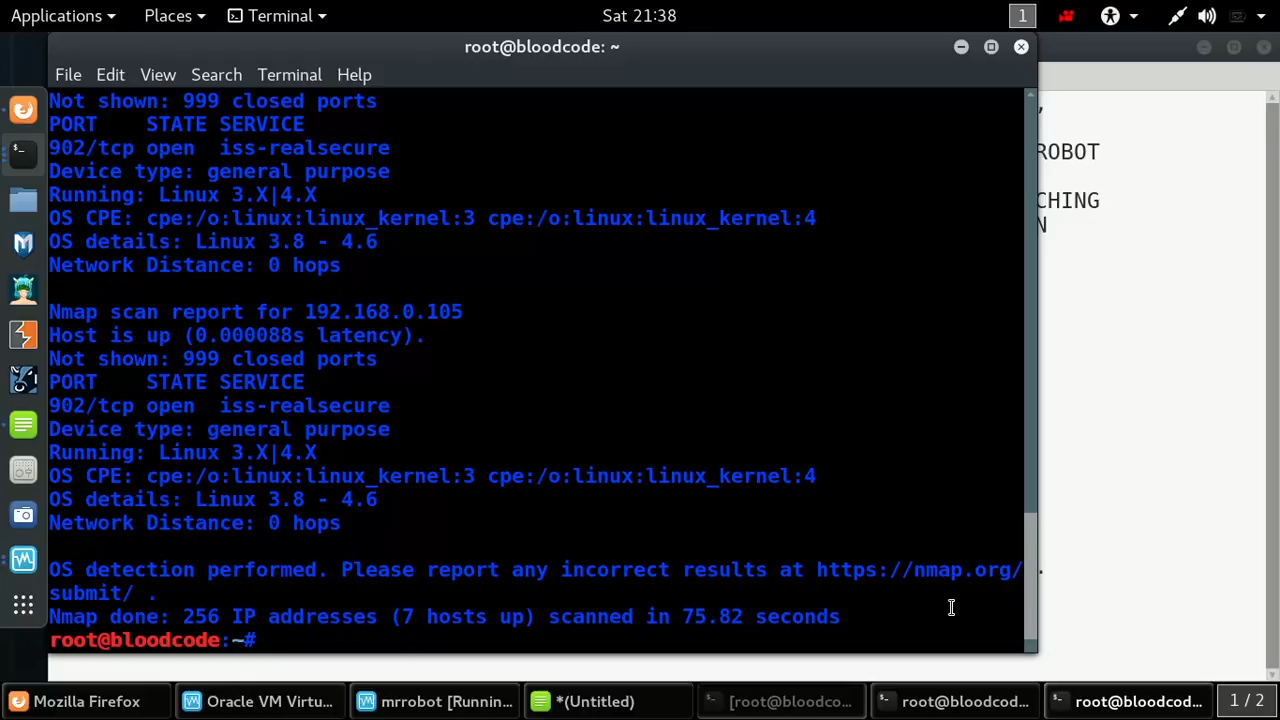 Applications Places Terminal Sat 21:38 1
root@bloodcode: ~
File Edit View Search Terminal Help
Not shown: 999 closed ports
PORT STATE SERVICE
902/tcp open iss-realsecure
Device type: general purpose
Running: Linux 3.X|4.X
OS CPE: cpe:/o:linux:linux_kernel:3 cpe:/o:linux:linux_kernel:4
OS details: Linux 3.8 - 4.6
Network Distance: 0 hops
Nmap scan report for 192.168.0.105
Host is up (0.000088s latency).
Not shown: 999 closed ports
PORT STATE SERVICE
902/tcp open iss-realsecure
Device type: general purpose
Running: Linux 3.X|4.X
OS CPE: cpe:/o:linux:linux_kernel:3 cpe:/o:linux:linux_kernel:4
OS details: Linux 3.8 - 4.6
Network Distance: 0 hops
OS detection performed. Please report any incorrect results at https://nmap.org/
submit/ .
Nmap done: 256 IP addresses (7 hosts up) scanned in 75.82 seconds
root@bloodcode:~#
,
ROBOT
CHING
N
.
Mozilla Firefox Oracle VM Virtu... mrrobot [Runnin... *(Untitled) [root@bloodco... root@bloodcod... root@bloodcod... 1 / 2